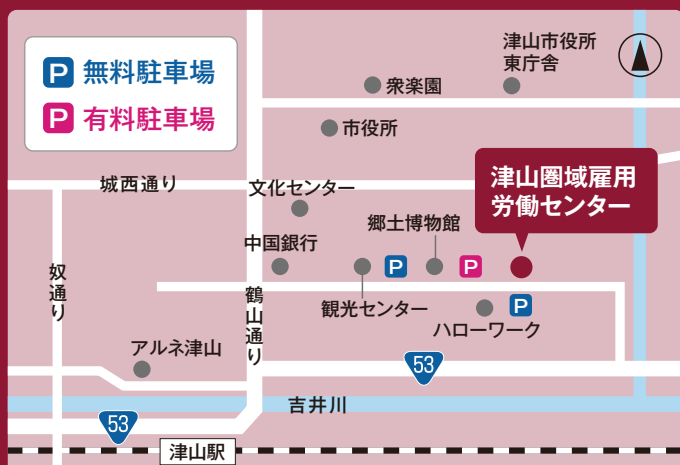 P 無料駐車場
P 有料駐車場
津山市役所
東庁舎
衆楽園
市役所
城西通り
文化センター
津山圏域雇用
労働センター
郷土博物館
中国銀行
P
P
奴通り
鶴山通り
観光センター
P
ハローワーク
アルネ津山
53
吉井川
53
津山駅